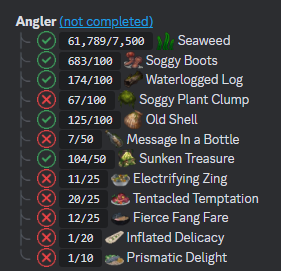 Angler (not completed)
61,789/7,500 Seaweed
683/100 Soggy Boots
174/100 Waterlogged Log
67/100 Soggy Plant Clump
125/100 Old Shell
7/50 Message In a Bottle
104/50 Sunken Treasure
11/25 Electrifying Zing
20/25 Tentacled Temptation
12/25 Fierce Fang Fare
1/20 Inflated Delicacy
1/10 Prismatic Delight